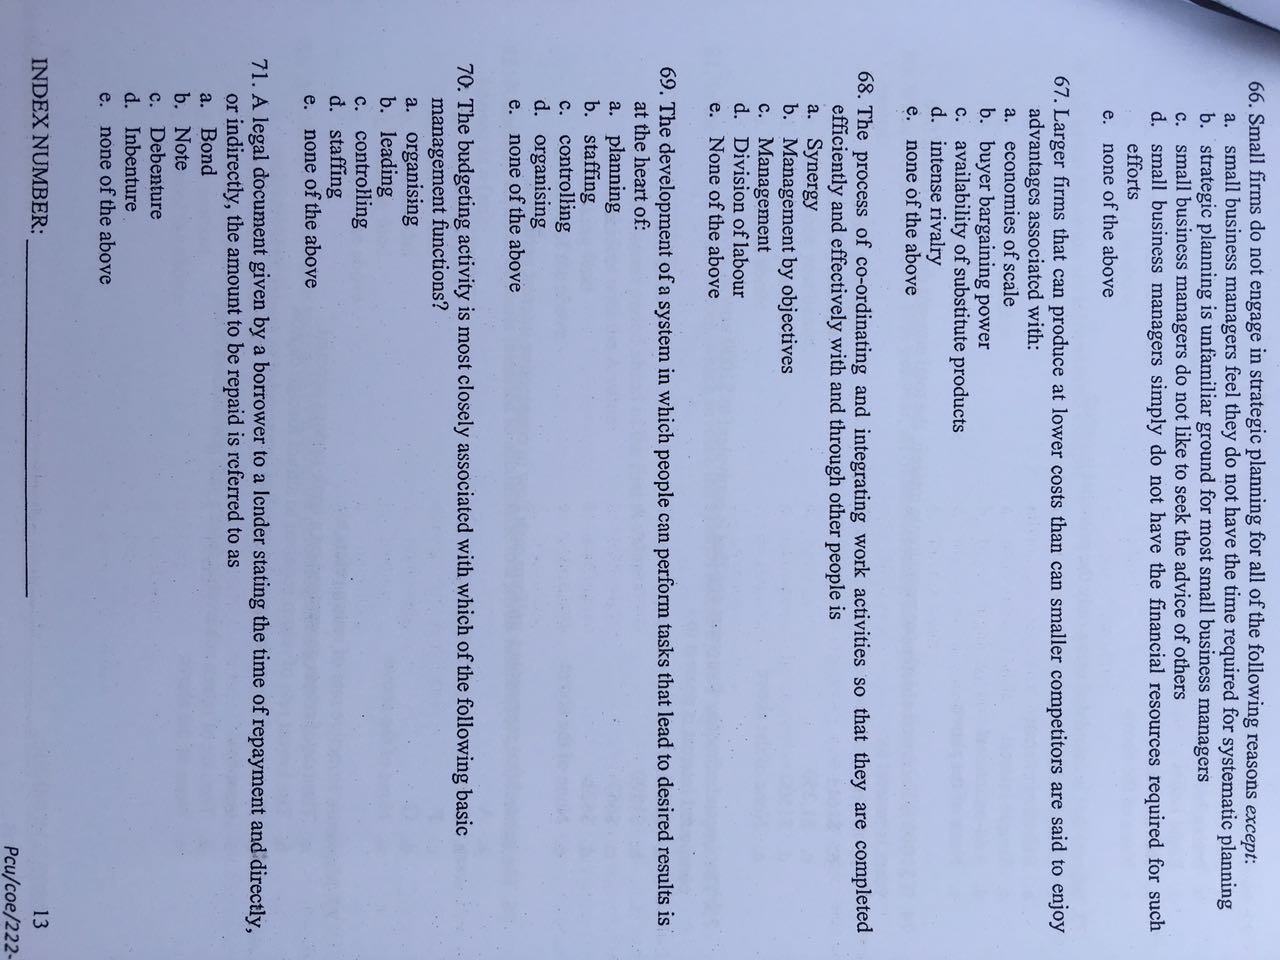 66. Small firms do not engage in strategic planning for all of the following reasons except:
a. small business managers feel they do not have the time required for systematic planning
b. strategic planning is unfamiliar ground for most small business managers
c. small business managers do not like to seek the advice of others
d. small business managers simply do not have the financial resources required for such
efforts
e. none of the above
67. Larger firms that can produce at lower costs than can smaller competitors are said to enjoy
advantages associated with:
a. economies of scale
b. buyer bargaining power
c. availability of substitute products
d. intense rivalry
e. none of the above
68. The process of co-ordinating and integrating work activities so that they are completed
efficiently and effectively with and through other people is
a. Synergy
b. Management by objectives
c. Management
d. Division of labour
e. None of the above
69. The development of a system in which people can perform tasks that lead to desired results is
at the heart of:
a. planning
b. staffing
c. controlling
d. organising
e. none of the above
70. The budgeting activity is most closely associated with which of the following basic
management functions?
a. organising
b. leading
c. controlling
d. staffing
e. none of the above
71. A legal document given by a borrower to a lender stating the time of repayment and directly,
or indirectly, the amount to be repaid is referred to as
a. Bond
b. Note
c. Debenture
d. Inbenture
e. none of the above
INDEX NUMBER: 13
Pcu/coe/222-